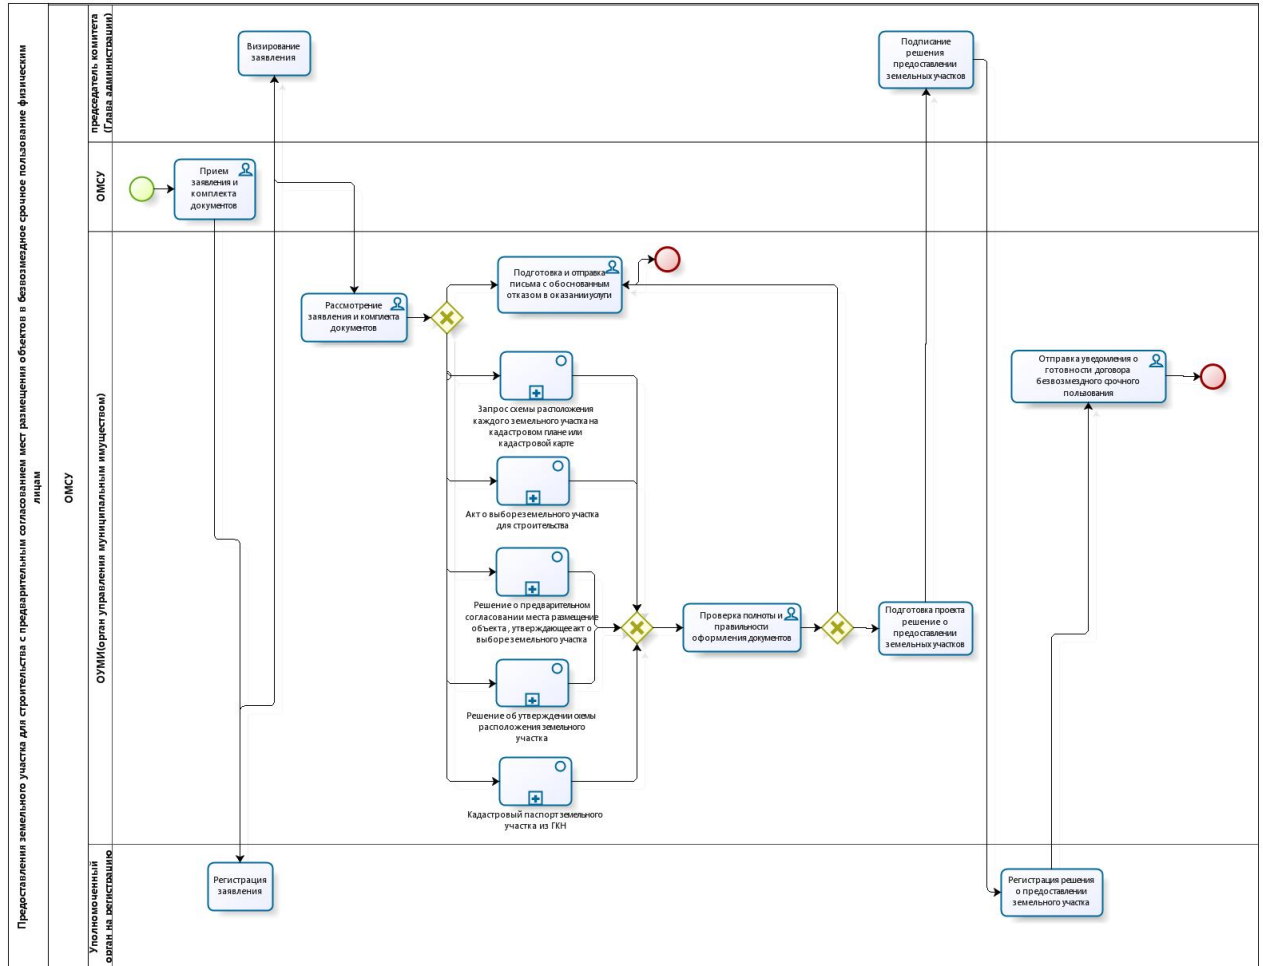 Предоставления земельного участка для строительства с предварительным согласованием мест размещения объектов в безвозмездное срочное пользование физическим
лицам
ОМСУ
председатель комитета
(Глава администрации)
Визирование
заявления
Подписание
решения
предоставлении
земельных участков
ОМСУ
Прием
заявления и
комплекта
документов
ОУМИ(орган управления муниципальным имуществом)
Подготовка и отправка
письма с обоснованным
отказом в оказании услуги
Рассмотрение
заявления и комплекта
документов
Запрос схемы расположения
каждого земельного участка на
кадастровом плане или
кадастровой карте
Акт о выборе земельного участка
для строительства
Решение о предварительном
согласовании места размещение
объекта , утверждающее акт о
выборе земельного участка
Решение об утверждении схемы
расположения земельного
участка
Кадастровый паспорт земельного
участка из ГКН
Проверка полноты и
правильности
оформления документов
Подготовка проекта
решение о
предоставлении
земельных участков
Отправка уведомления о
готовности договора
безвозмездного срочного
пользования
Уполномоченный
орган на регистрацию
Регистрация
заявления
Регистрация решения
о предоставлении
земельного участка